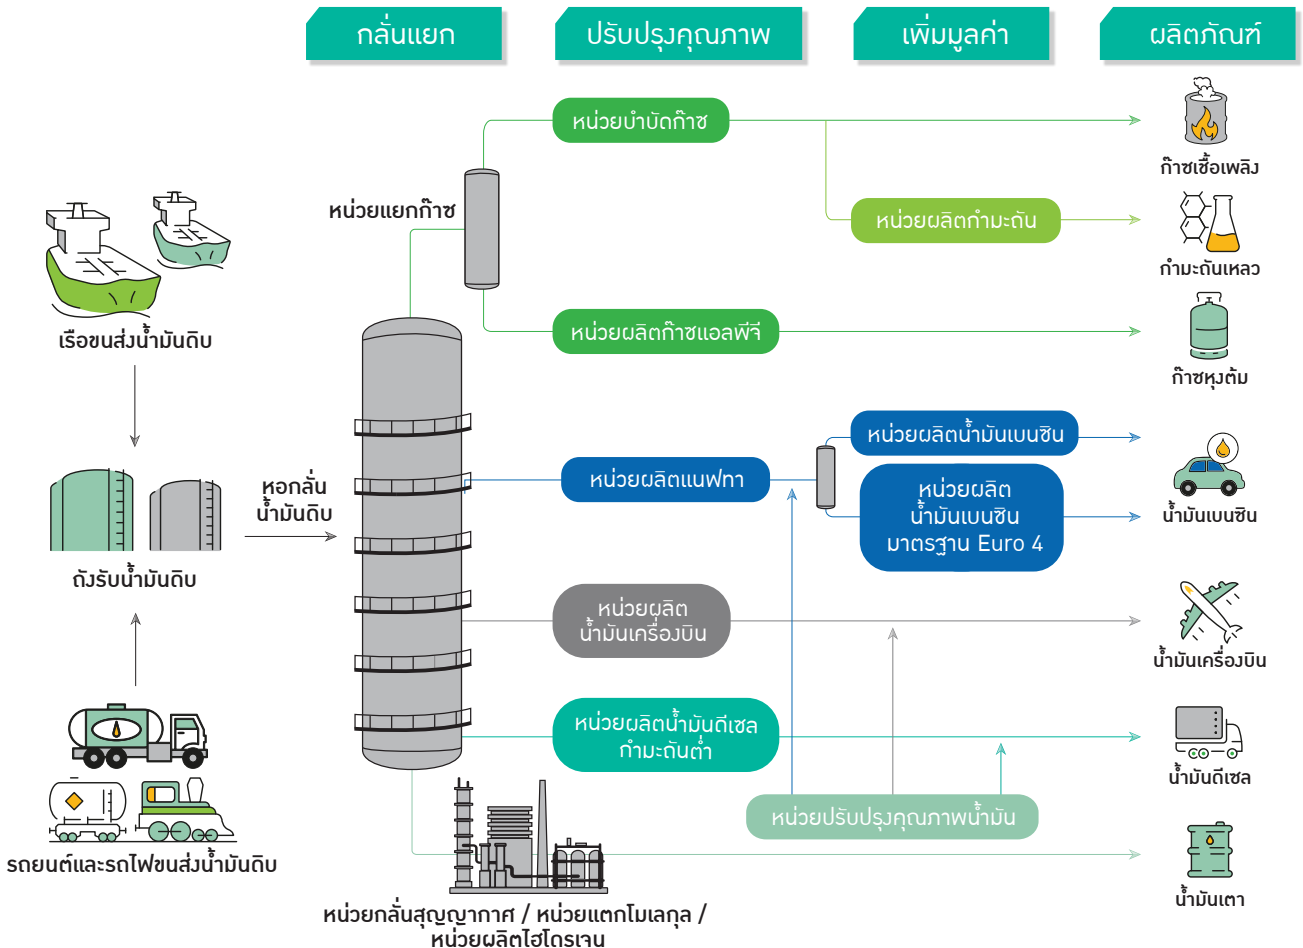 กลั่นแยก
ปรับปรุงคุณภาพ
เพิ่มมูลค่า
ผลิตภัณฑ์
หน่วยบำบัดก๊าซ
ก๊าซเชื้อเพลิง
หน่วยแยกก๊าซ
หน่วยผลิตกำมะถัน
กำมะถันเหลว
เรือขนส่งน้ำมันดิบ
หน่วยผลิตก๊าซแอลพีจี
ก๊าซหุงต้ม
หน่วยผลิตน้ำมันเบนซิน
หอกลั่น
น้ำมันดิบ
หน่วยผลิตแนฟทา
หน่วยผลิต
น้ำมันเบนซิน
มาตรฐาน Euro 4
น้ำมันเบนซิน
ถังรับน้ำมันดิบ
หน่วยผลิต
น้ำมันเครื่องบิน
น้ำมันเครื่องบิน
หน่วยผลิตน้ำมันดีเซล
กำมะถันต่ำ
น้ำมันดีเซล
หน่วยปรับปรุงคุณภาพน้ำมัน
รถยนต์และรถไฟขนส่งน้ำมันดิบ
น้ำมันเตา
หน่วยกลั่นสุญญากาศ / หน่วยแตกโมเลกุล /
หน่วยผลิตไฮโดรเจน